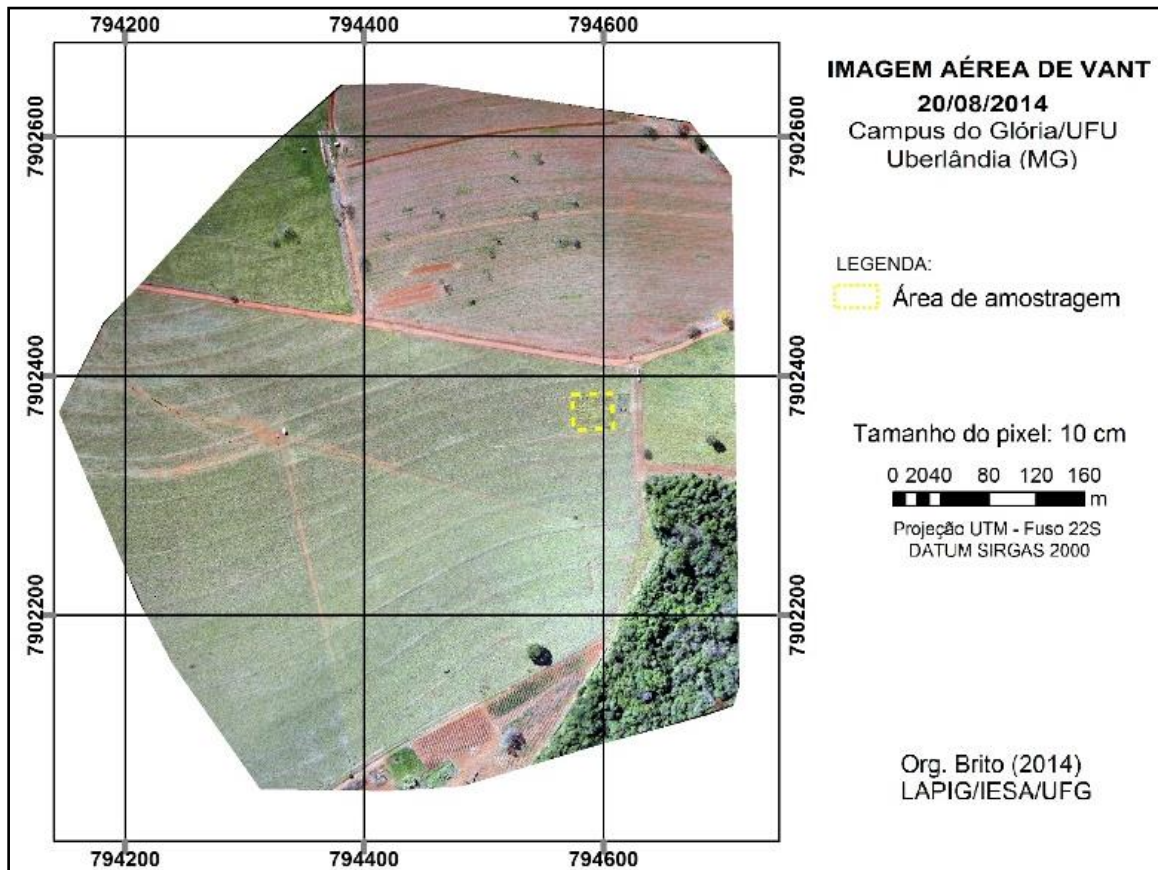 794200
794400
794600
7902600
7902400
7902200
7902600
7902400
7902200
794200
794400
794600
IMAGEM AÉREA DE VANT
20/08/2014
Campus do Glória/UFU
Uberlândia (MG)
LEGENDA:
Área de amostragem
Tamanho do pixel: 10 cm
0 2040 80 120 160
m
Projeção UTM - Fuso 22S
DATUM SIRGAS 2000
Org. Brito (2014)
LAPIG/IESA/UFG